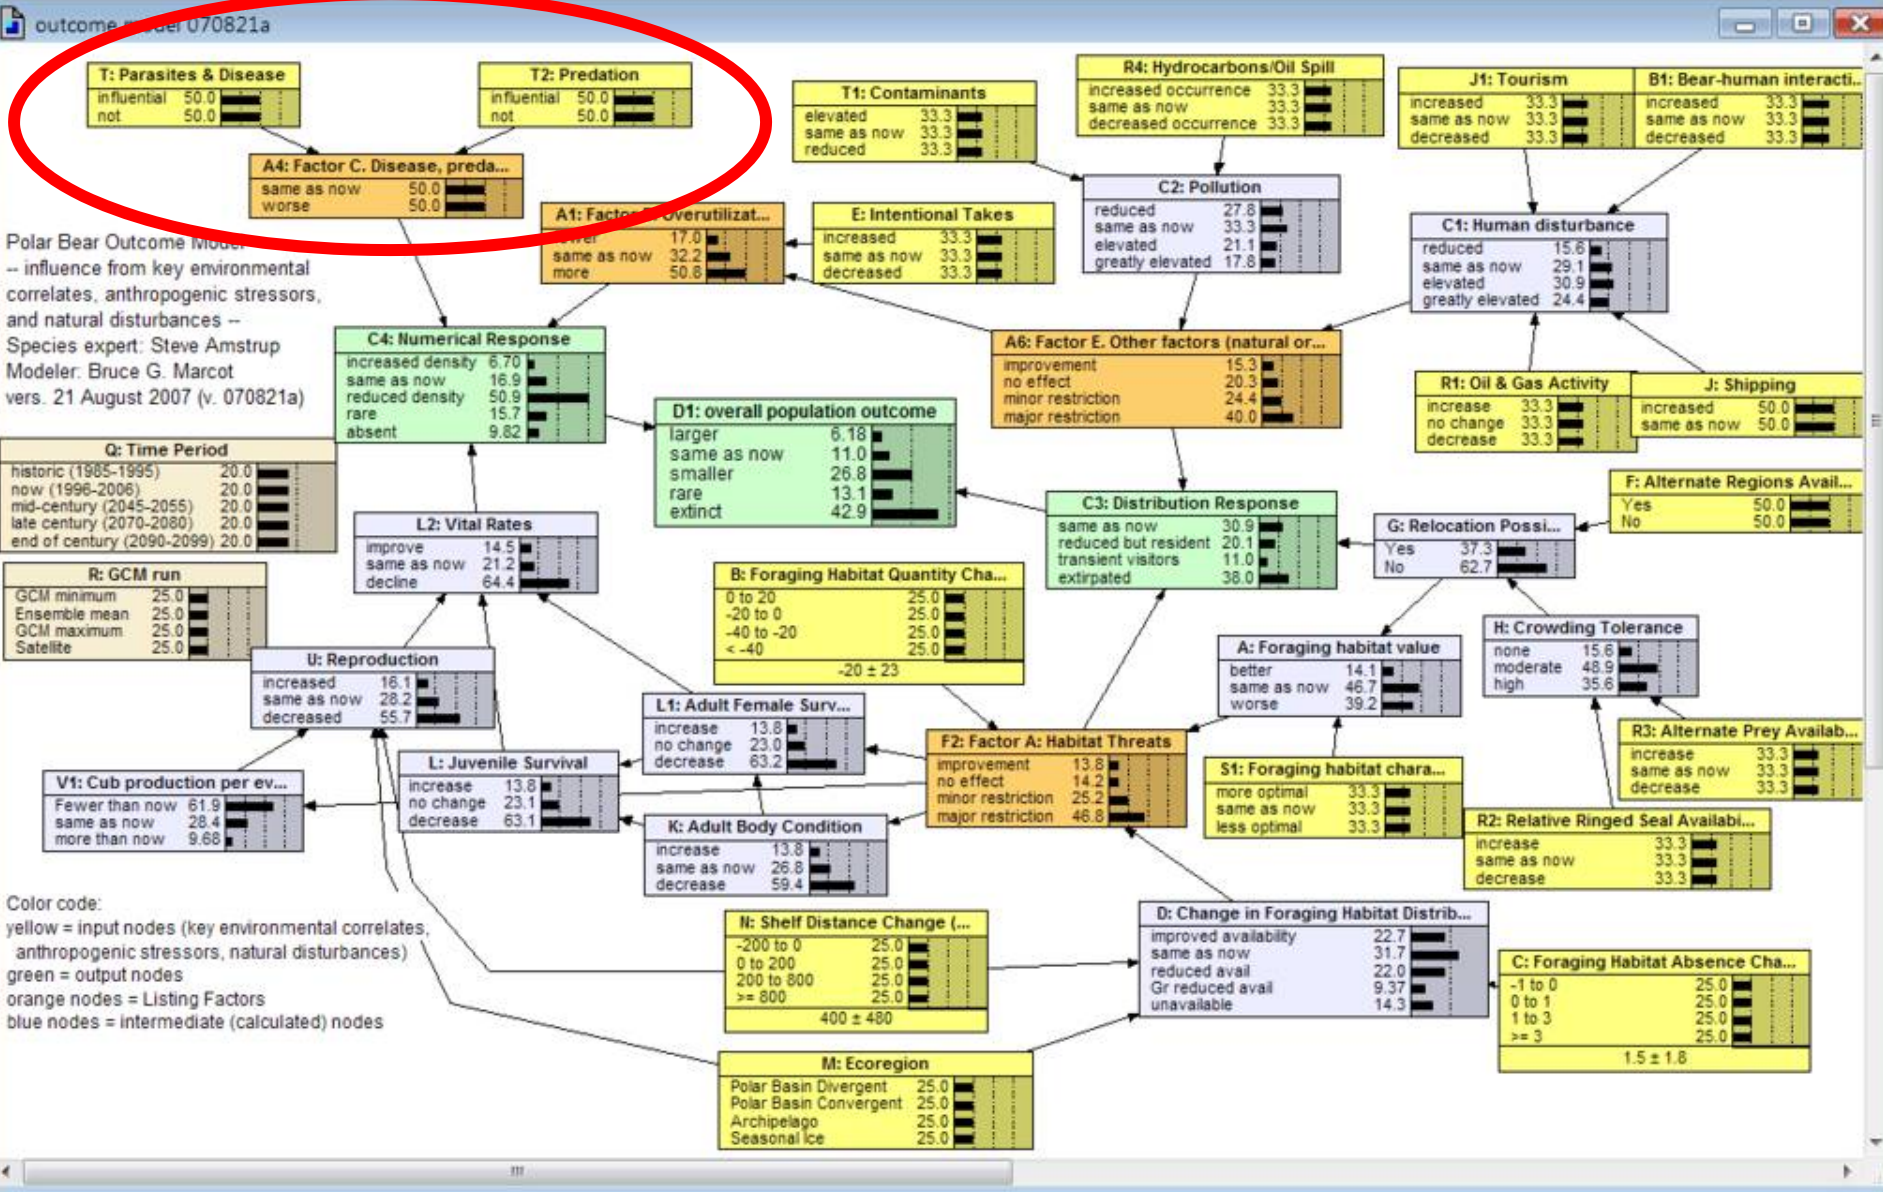 outcome model 070821a
T: Parasites & Disease
influential 50.0
not 50.0
T2: Predation
influential 50.0
not 50.0
A4: Factor C. Disease, preda...
same as now 50.0
worse 50.0
T1: Contaminants
elevated 33.3
same as now 33.3
reduced 33.3
R4: Hydrocarbons/Oil Spill
increased occurrence 33.3
same as now 33.3
decreased occurrence 33.3
J1: Tourism
increased 33.3
same as now 33.3
decreased 33.3
B1: Bear-human interacti...
increased 33.3
same as now 33.3
decreased 33.3
A1: Factor Overutilizat...
17.0
same as now 32.2
more 50.8
E: Intentional Takes
increased 33.3
same as now 33.3
decreased 33.3
C2: Pollution
reduced 27.8
same as now 33.3
elevated 21.1
greatly elevated 17.8
C1: Human disturbance
reduced 15.6
same as now 29.1
elevated 30.9
greatly elevated 24.4
Polar Bear Outcome Model
-- influence from key environmental
correlates, anthropogenic stressors,
and natural disturbances --
Species expert: Steve Amstrup
Modeler: Bruce G. Marcot
vers. 21 August 2007 (v. 070821a)
C4: Numerical Response
increased density 6.70
same as now 16.9
reduced density 50.9
rare 15.7
absent 9.82
A6: Factor E. Other factors (natural or...
improvement 15.3
no effect 20.3
minor restriction 24.4
major restriction 40.0
R1: Oil & Gas Activity
increase 33.3
no change 33.3
decrease 33.3
J: Shipping
increased 50.0
same as now 50.0
D1: overall population outcome
larger 6.18
same as now 11.0
smaller 26.8
rare 13.1
extinct 42.9
Q: Time Period
historic (1985-1995) 20.0
now (1996-2006) 20.0
mid-century (2045-2055) 20.0
late century (2070-2080) 20.0
end of century (2090-2099) 20.0
L2: Vital Rates
improve 14.5
same as now 21.2
decline 64.4
C3: Distribution Response
same as now 30.9
reduced but resident 20.1
transient visitors 11.0
extirpated 38.0
F: Alternate Regions Avail...
Yes 50.0
No 50.0
G: Relocation Possi...
Yes 37.3
No 62.7
R: GCM run
GCM minimum 25.0
Ensemble mean 25.0
GCM maximum 25.0
Satellite 25.0
B: Foraging Habitat Quantity Cha...
0 to 20 25.0
-20 to 0 25.0
-40 to -20 25.0
< -40 25.0
-20 ± 23
H: Crowding Tolerance
none 15.6
moderate 48.9
high 35.6
A: Foraging habitat value
better 14.1
same as now 46.7
worse 39.2
U: Reproduction
increased 16.1
same as now 28.2
decreased 55.7
L1: Adult Female Surv...
increase 13.8
no change 23.0
decrease 63.2
F2: Factor A: Habitat Threats
improvement 13.8
no effect 14.2
minor restriction 25.2
major restriction 46.8
R3: Alternate Prey Availab...
increase 33.3
same as now 33.3
decrease 33.3
L: Juvenile Survival
increase 13.8
no change 23.1
decrease 63.1
S1: Foraging habitat chara...
more optimal 33.3
same as now 33.3
less optimal 33.3
V1: Cub production per ev...
Fewer than now 61.9
same as now 28.4
more than now 9.68
K: Adult Body Condition
increase 13.8
same as now 26.8
decrease 59.4
R2: Relative Ringed Seal Availabi...
increase 33.3
same as now 33.3
decrease 33.3
Color code:
yellow = input nodes (key environmental correlates,
anthropogenic stressors, natural disturbances)
green = output nodes
orange nodes = Listing Factors
blue nodes = intermediate (calculated) nodes
N: Shelf Distance Change (...
-200 to 0 25.0
0 to 200 25.0
200 to 800 25.0
>= 800 25.0
400 ± 480
D: Change in Foraging Habitat Distrib...
improved availability 22.7
same as now 31.7
reduced avail 22.0
Gr reduced avail 9.37
unavailable 14.3
C: Foraging Habitat Absence Cha...
-1 to 0 25.0
0 to 1 25.0
1 to 3 25.0
>= 3 25.0
1.5 ± 1.8
M: Ecoregion
Polar Basin Divergent 25.0
Polar Basin Convergent 25.0
Archipelago 25.0
Seasonal Ice 25.0